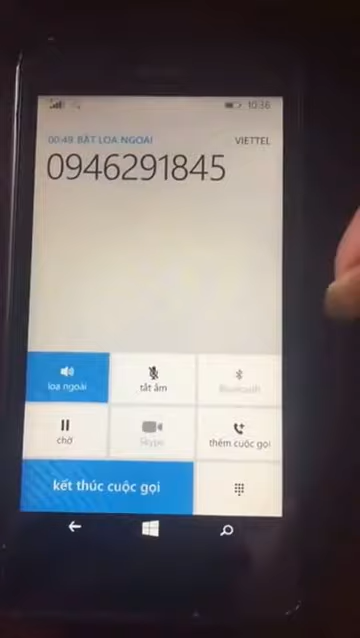 10:36
00:49 BẬT LOA NGOÀI VIETTEL
0946291845
loa ngoài tắt âm Bluetooth
chờ Skype thêm cuộc gọi
kết thúc cuộc gọi